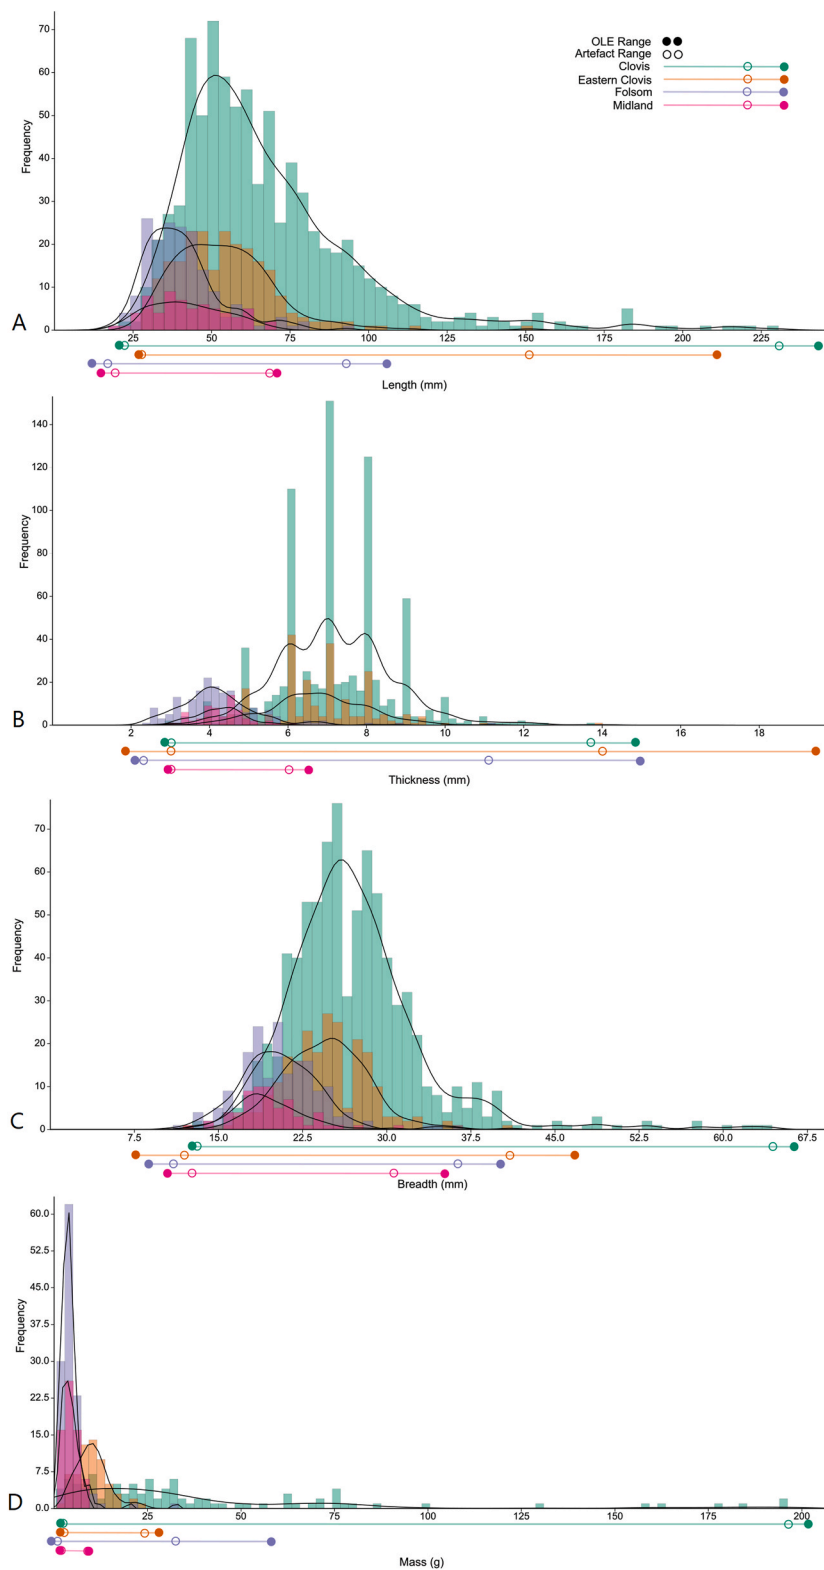 70
60
50
40
30
20
10
0
Frequency
OLE Range
Artefact Range
Clovis
Eastern Clovis
Folsom
Midland
A
25 50 75 100 125 150 175 200 225
Length (mm)
140
120
100
80
60
40
20
0
Frequency
B
2 4 6 8 10 12 14 16 18
Thickness (mm)
70
60
50
40
30
20
10
0
Frequency
C
7.5 15.0 22.5 30.0 37.5 45.0 52.5 60.0 67.5
Breadth (mm)
60.0
52.5
45.0
37.5
30.0
22.5
15.0
7.5
0.0
Frequency
D
25 50 75 100 125 150 175 200
Mass (g)